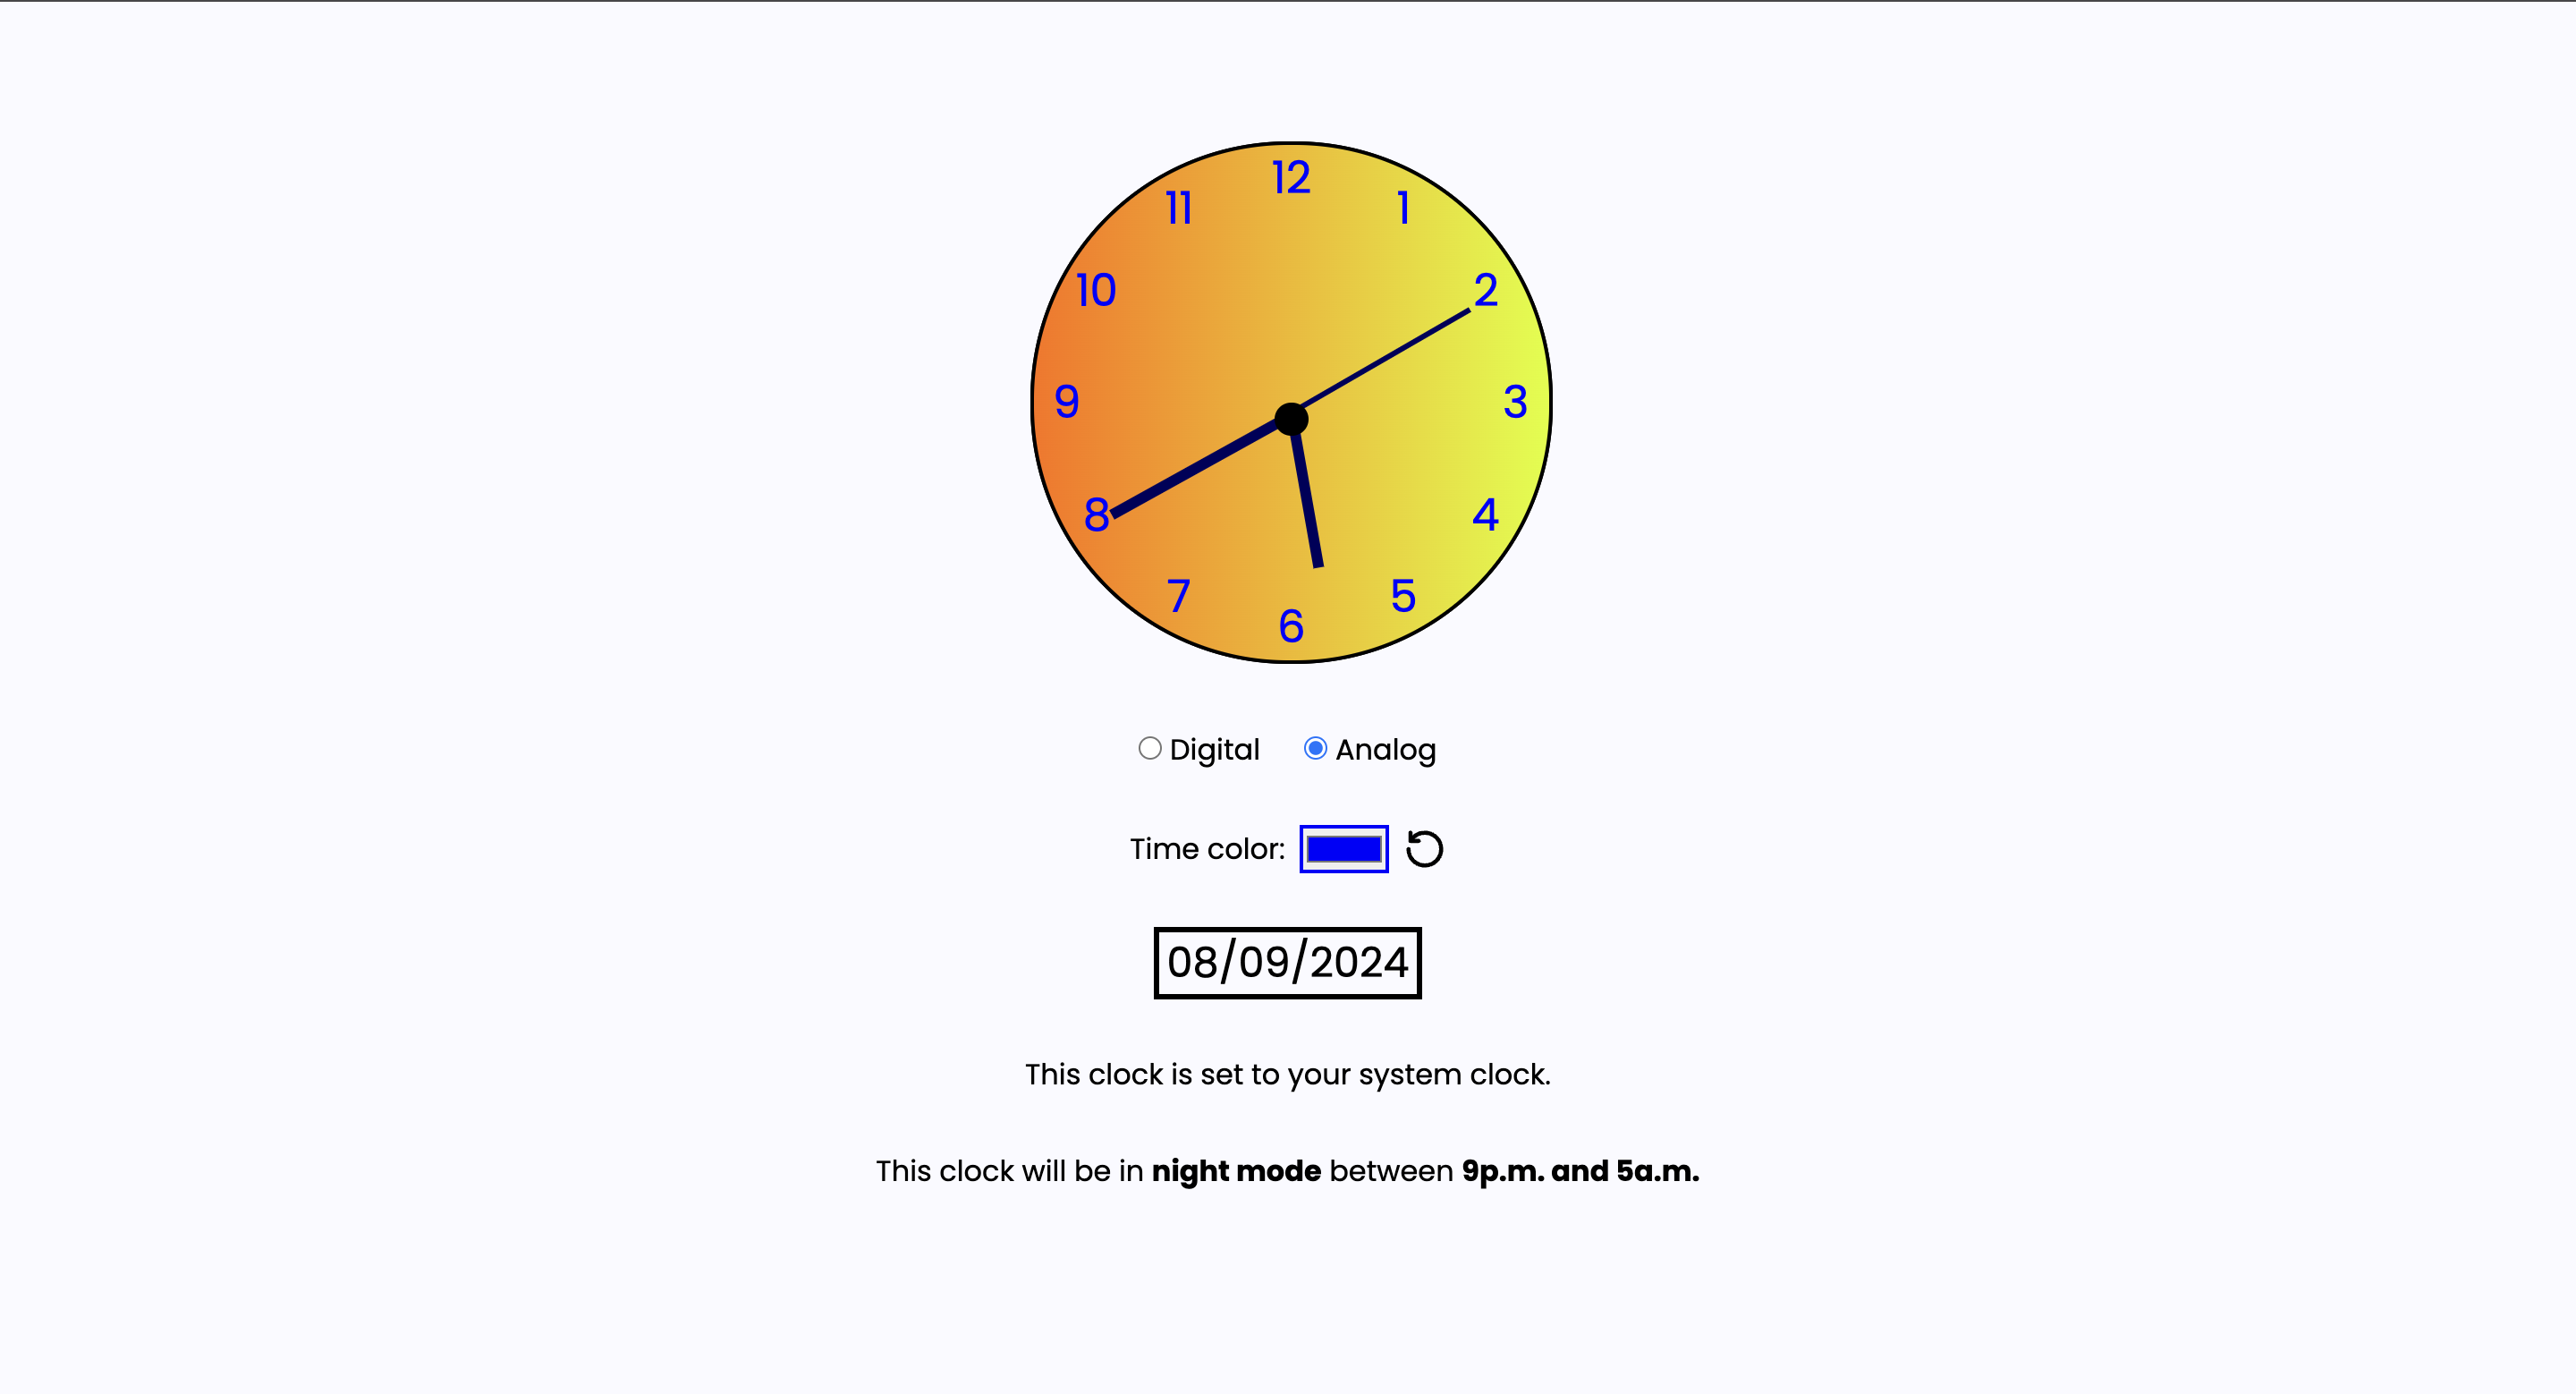 12
11 1
10 2
9 3
8 4
7 5
6
Digital Analog
Time color:
08/09/2024
This clock is set to your system clock.
This clock will be in night mode between 9p.m. and 5a.m.